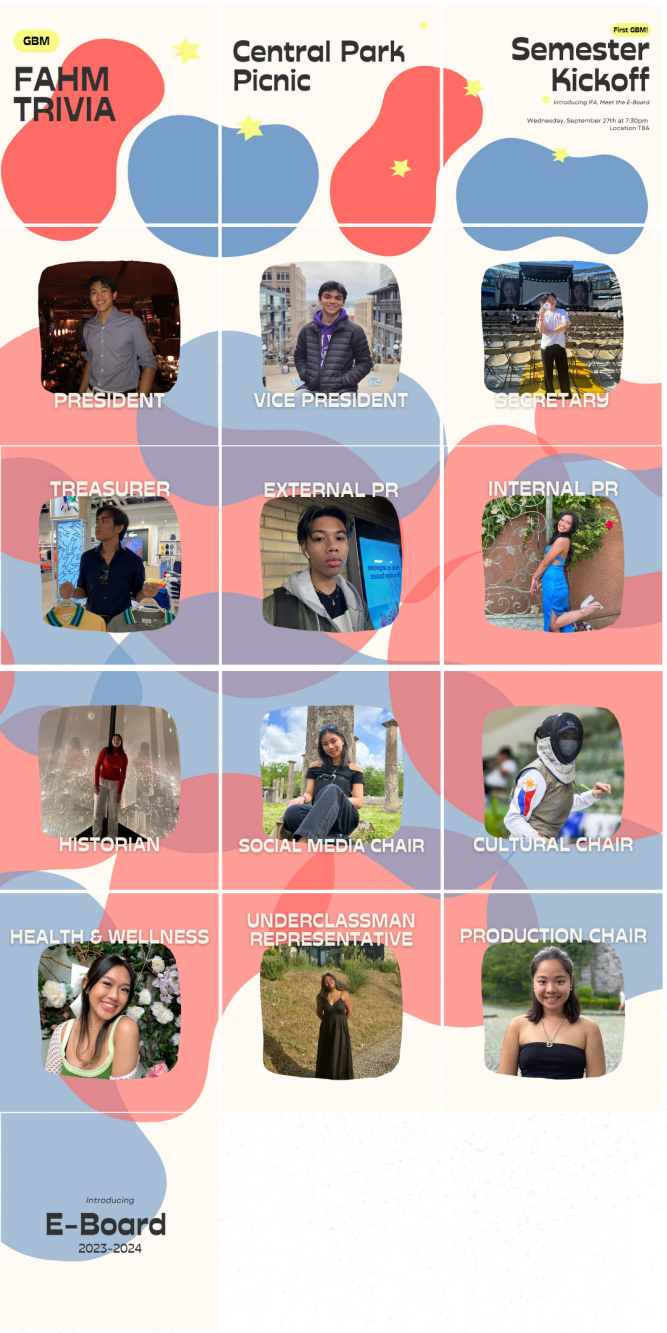 GBM
FAHM
TRIVIA
Central Park
Picnic
First GBM!
Semester
Kickoff
Introducing IFA, Meet the E-Board
Wednesday, September 27th at 7:30pm
Location TBA
PRESIDENT
VICE PRESIDENT
SECRETARY
TREASURER
EXTERNAL PR
INTERNAL PR
HISTORIAN
SOCIAL MEDIA CHAIR
CULTURAL CHAIR
HEALTH & WELLNESS
UNDERCLASSMAN
REPRESENTATIVE
PRODUCTION CHAIR
Introducing
E-Board
2023-2024